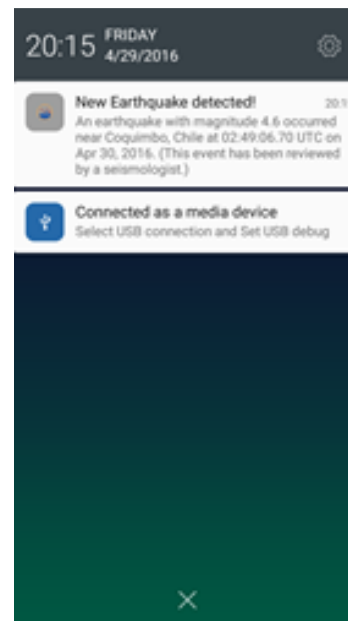 20:15 FRIDAY
4/29/2016
New Earthquake detected! 20:1
An earthquake with magnitude 4.6 occurred
near Coquimbo, Chile at 02:49:06.70 UTC on
Apr 30, 2016. (This event has been reviewed
by a seismologist.)
Connected as a media device
Select USB connection and Set USB debug